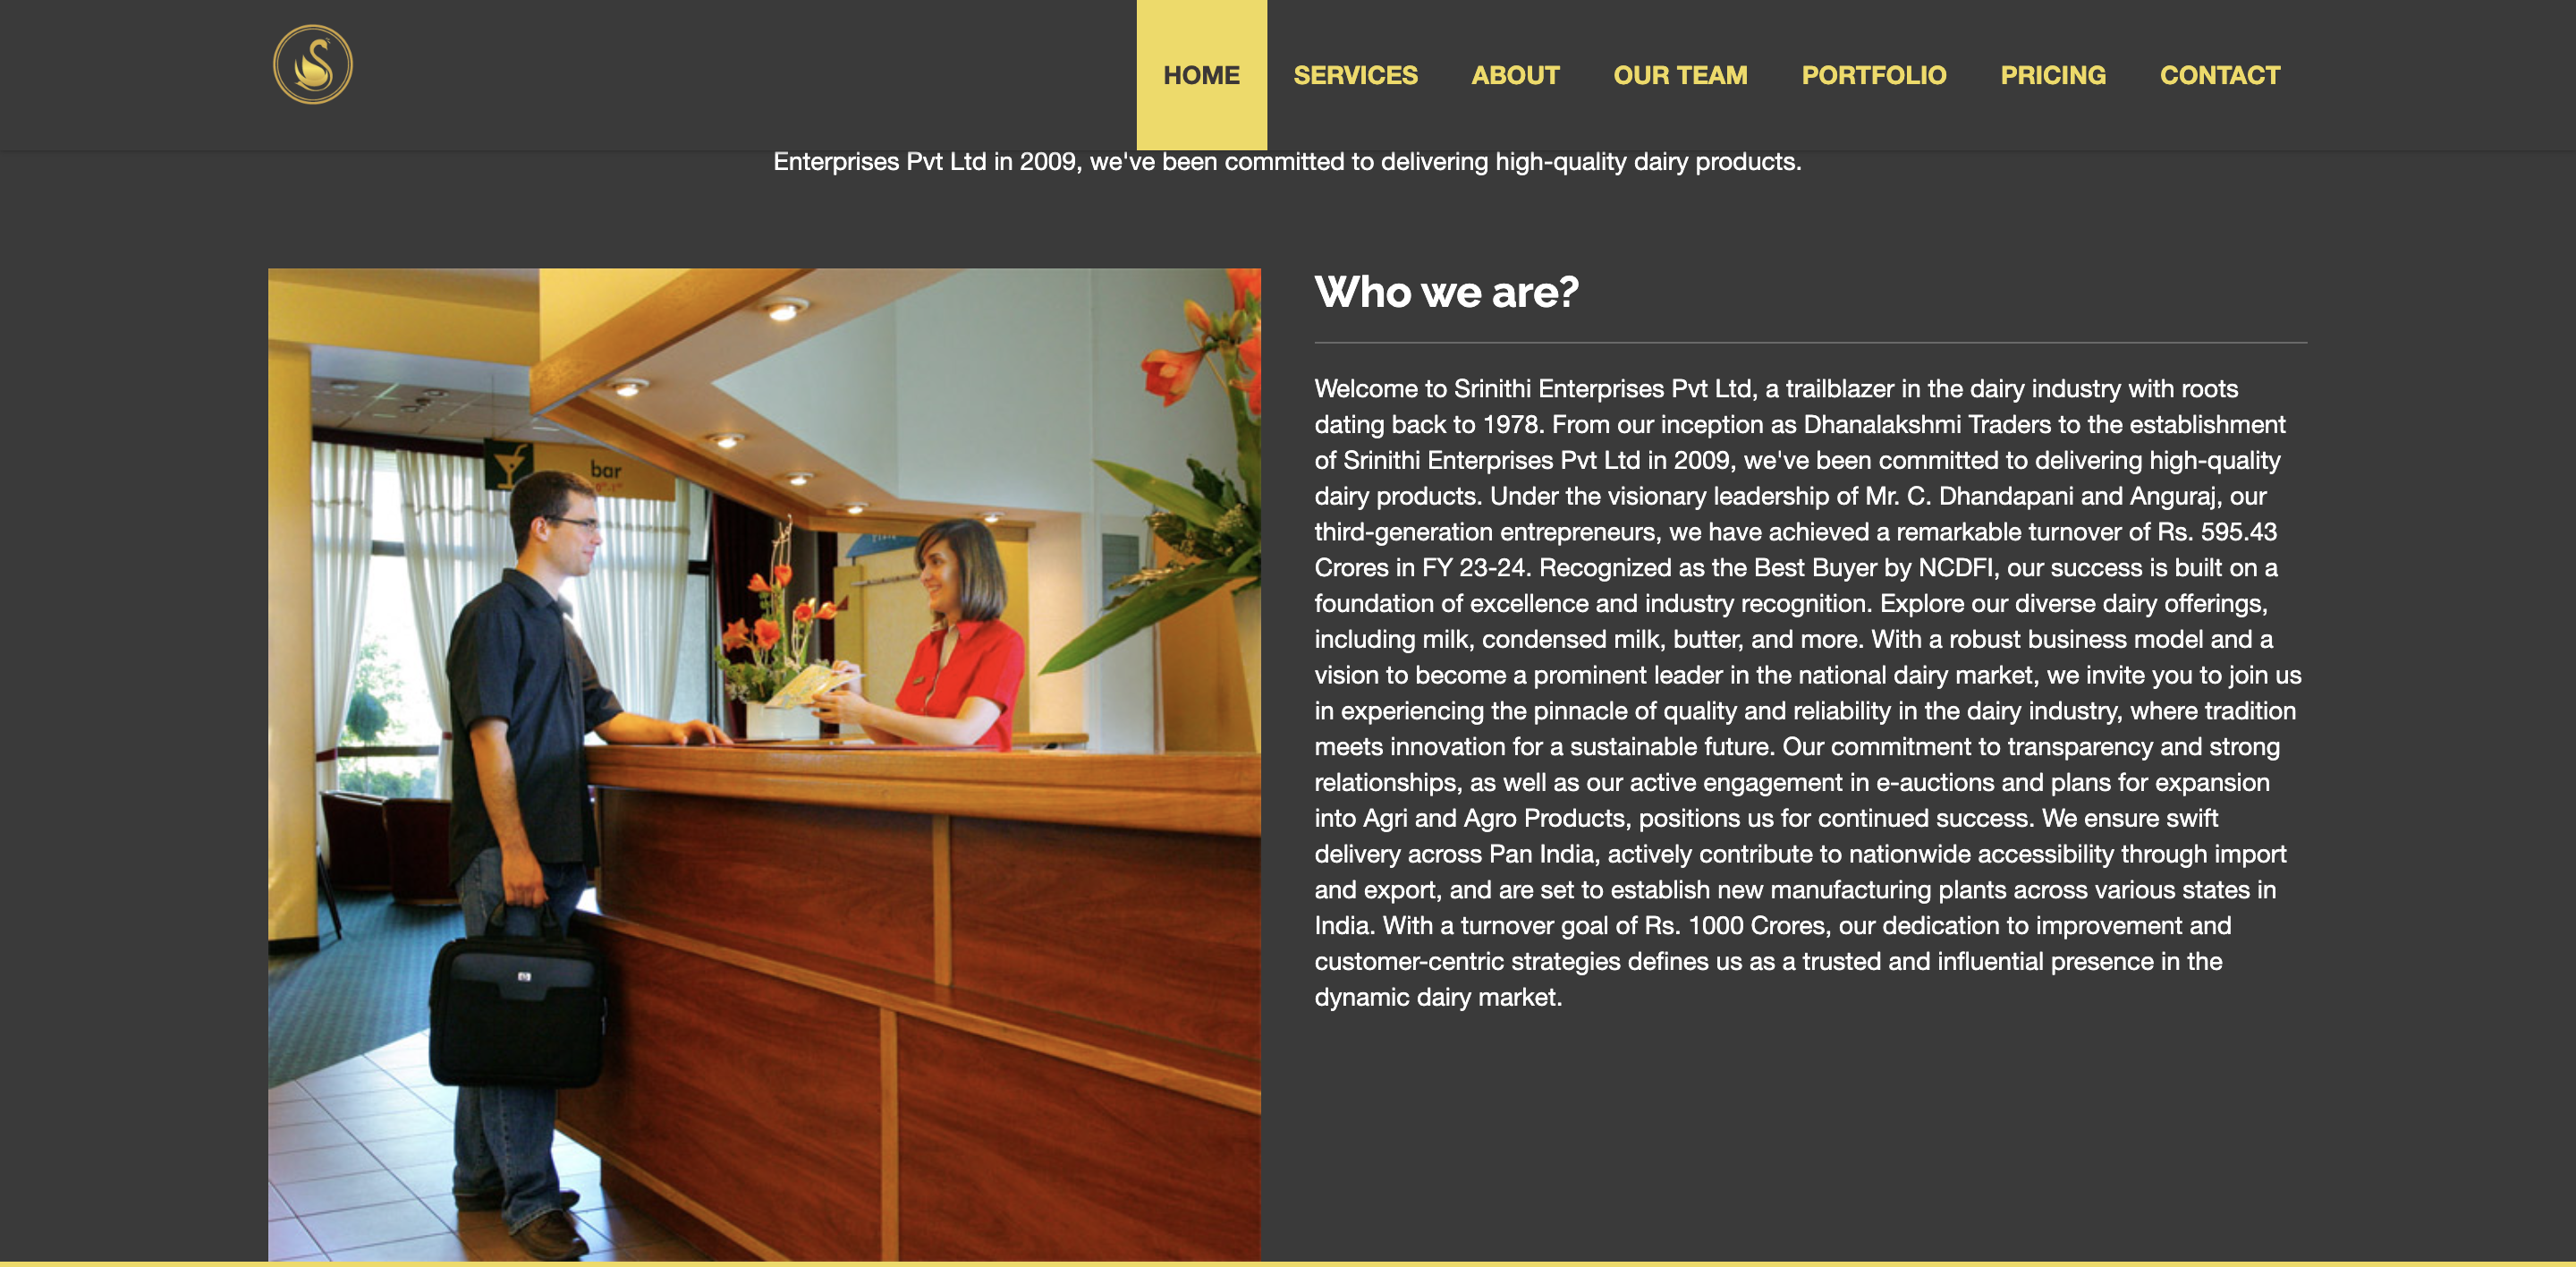 HOME SERVICES ABOUT OUR TEAM PORTFOLIO PRICING CONTACT
Enterprises Pvt Ltd in 2009, we've been committed to delivering high-quality dairy products.
bar
Who we are?
Welcome to Srinithi Enterprises Pvt Ltd, a trailblazer in the dairy industry with roots
dating back to 1978. From our inception as Dhanalakshmi Traders to the establishment
of Srinithi Enterprises Pvt Ltd in 2009, we've been committed to delivering high-quality
dairy products. Under the visionary leadership of Mr. C. Dhandapani and Anguraj, our
third-generation entrepreneurs, we have achieved a remarkable turnover of Rs. 595.43
Crores in FY 23-24. Recognized as the Best Buyer by NCDFI, our success is built on a
foundation of excellence and industry recognition. Explore our diverse dairy offerings,
including milk, condensed milk, butter, and more. With a robust business model and a
vision to become a prominent leader in the national dairy market, we invite you to join us
in experiencing the pinnacle of quality and reliability in the dairy industry, where tradition
meets innovation for a sustainable future. Our commitment to transparency and strong
relationships, as well as our active engagement in e-auctions and plans for expansion
into Agri and Agro Products, positions us for continued success. We ensure swift
delivery across Pan India, actively contribute to nationwide accessibility through import
and export, and are set to establish new manufacturing plants across various states in
India. With a turnover goal of Rs. 1000 Crores, our dedication to improvement and
customer-centric strategies defines us as a trusted and influential presence in the
dynamic dairy market.